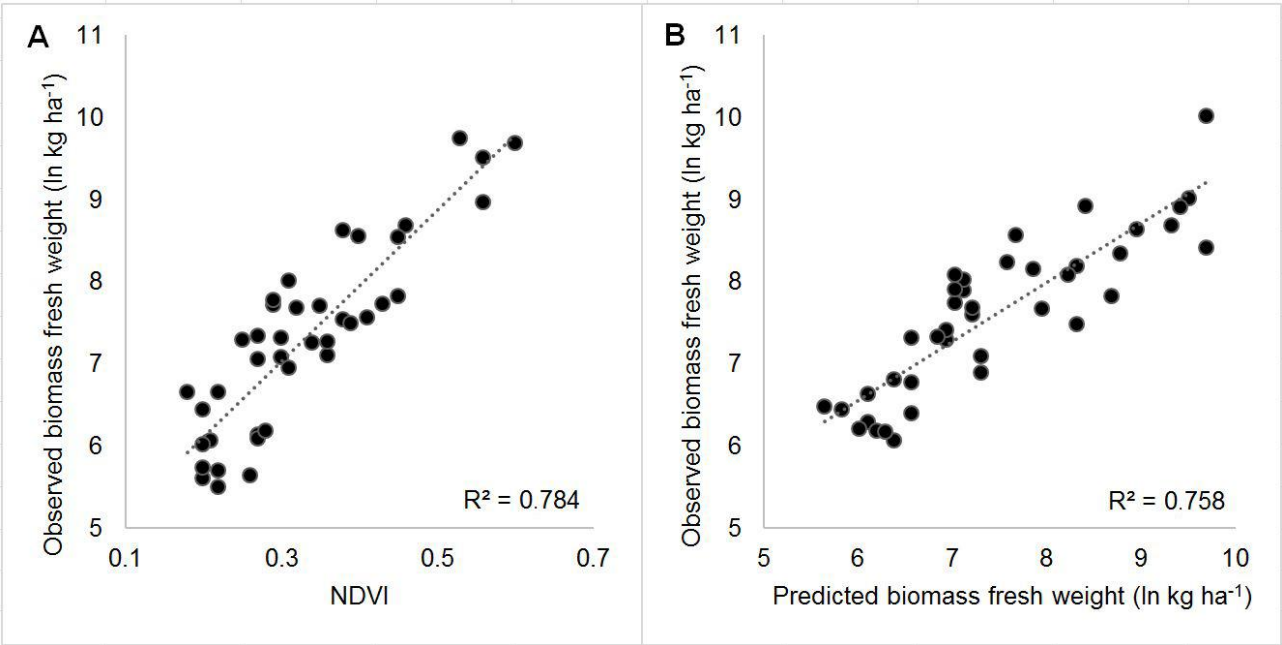 A
11
10
9
8
7
6
5
Observed biomass fresh weight (ln kg ha⁻¹)
R² = 0.784
0.1 0.3 0.5 0.7
NDVI
B
11
10
9
8
7
6
5
Observed biomass fresh weight (ln kg ha⁻¹)
R² = 0.758
5 6 7 8 9 10
Predicted biomass fresh weight (ln kg ha⁻¹)